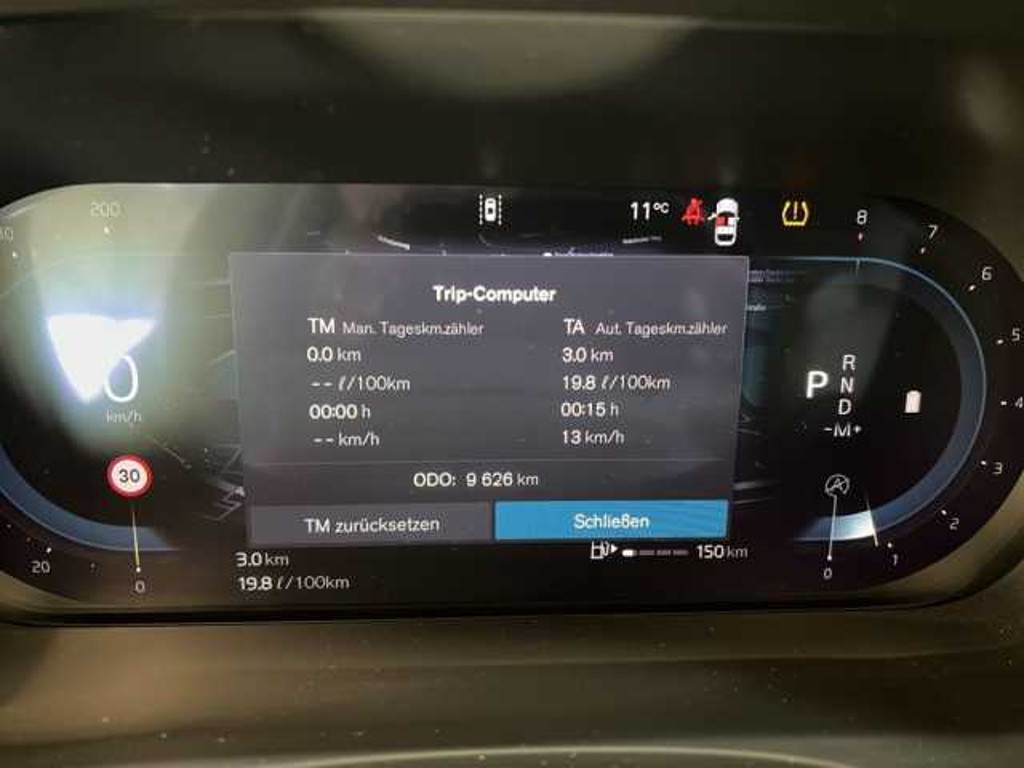 200
11°C
8
7
6
5
4
3
2
1
0
Trip-Computer
TM Man. Tageskm.zähler
0.0 km
-- ℓ/100km
00:00 h
-- km/h
TA Aut. Tageskm.zähler
3.0 km
19.8 ℓ/100km
00:15 h
13 km/h
ODO: 9 626 km
TM zurücksetzen
Schließen
0
km/h
30
20
0
P
R
N
D
-M+
A
3.0 km
19.8 ℓ/100km
150 km